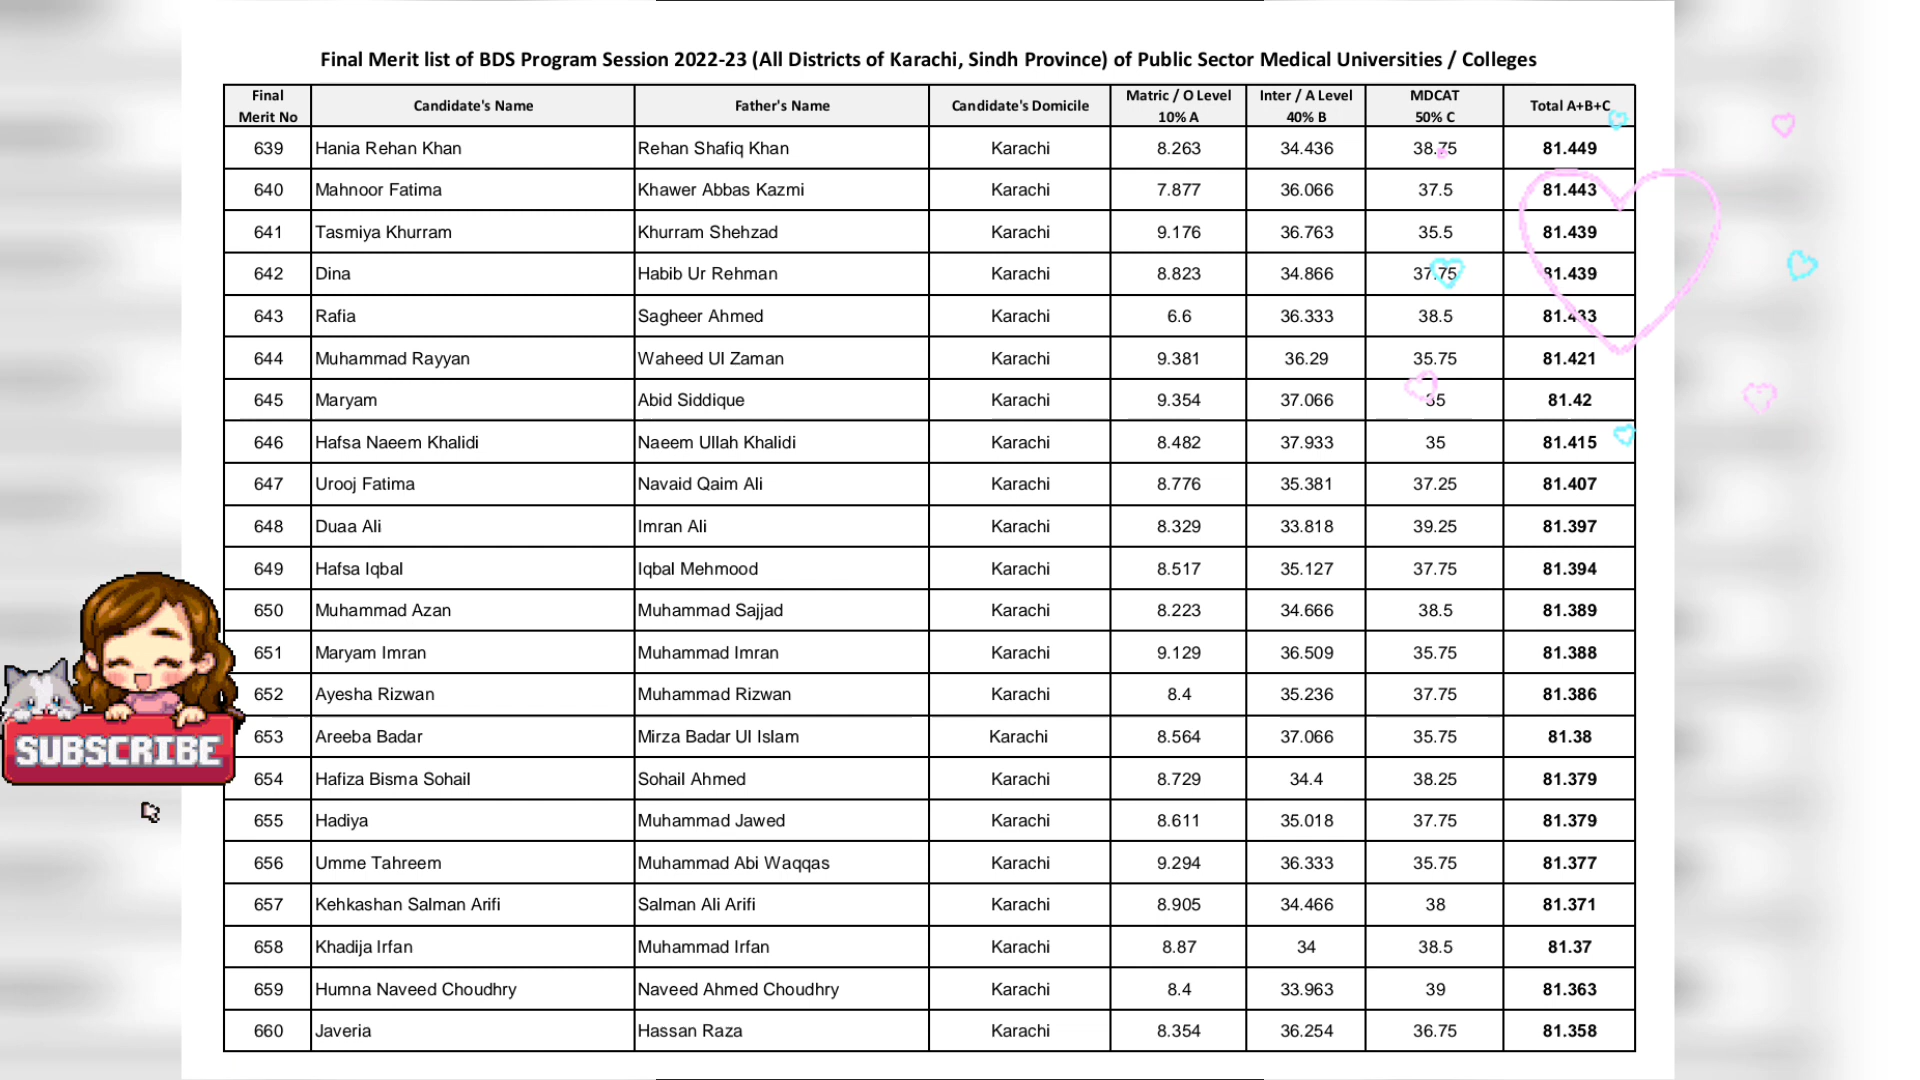 Final Merit list of BDS Program Session 2022-23 (All Districts of Karachi, Sindh Province) of Public Sector Medical Universities / Colleges
Final Merit No Candidate's Name Father's Name Candidate's Domicile Matric / O Level 10% A Inter / A Level 40% B MDCAT 50% C Total A+B+C
639 Hania Rehan Khan Rehan Shafiq Khan Karachi 8.263 34.436 38.75 81.449
640 Mahnoor Fatima Khawer Abbas Kazmi Karachi 7.877 36.066 37.5 81.443
641 Tasmiya Khurram Khurram Shehzad Karachi 9.176 36.763 35.5 81.439
642 Dina Habib Ur Rehman Karachi 8.823 34.866 37.75 81.439
643 Rafia Sagheer Ahmed Karachi 6.6 36.333 38.5 81.433
644 Muhammad Rayyan Waheed Ul Zaman Karachi 9.381 36.29 35.75 81.421
645 Maryam Abid Siddique Karachi 9.354 37.066 35 81.42
646 Hafsa Naeem Khalidi Naeem Ullah Khalidi Karachi 8.482 37.933 35 81.415
647 Urooj Fatima Navaid Qaim Ali Karachi 8.776 35.381 37.25 81.407
648 Duaa Ali Imran Ali Karachi 8.329 33.818 39.25 81.397
649 Hafsa Iqbal Iqbal Mehmood Karachi 8.517 35.127 37.75 81.394
650 Muhammad Azan Muhammad Sajjad Karachi 8.223 34.666 38.5 81.389
651 Maryam Imran Muhammad Imran Karachi 9.129 36.509 35.75 81.388
652 Ayesha Rizwan Muhammad Rizwan Karachi 8.4 35.236 37.75 81.386
653 Areeba Badar Mirza Badar Ul Islam Karachi 8.564 37.066 35.75 81.38
654 Hafiza Bisma Sohail Sohail Ahmed Karachi 8.729 34.4 38.25 81.379
655 Hadiya Muhammad Jawed Karachi 8.611 35.018 37.75 81.379
656 Umme Tahreem Muhammad Abi Waqqas Karachi 9.294 36.333 35.75 81.377
657 Kehkashan Salman Arifi Salman Ali Arifi Karachi 8.905 34.466 38 81.371
658 Khadija Irfan Muhammad Irfan Karachi 8.87 34 38.5 81.37
659 Humna Naveed Choudhry Naveed Ahmed Choudhry Karachi 8.4 33.963 39 81.363
660 Javeria Hassan Raza Karachi 8.354 36.254 36.75 81.358
SUBSCRIBE